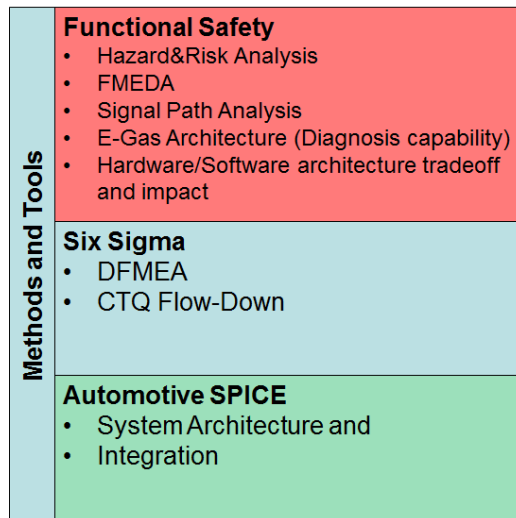 Methods and Tools
Functional Safety
• Hazard&Risk Analysis
• FMEDA
• Signal Path Analysis
• E-Gas Architecture (Diagnosis capability)
• Hardware/Software architecture tradeoff
and impact
Six Sigma
• DFMEA
• CTQ Flow-Down
Automotive SPICE
• System Architecture and
• Integration